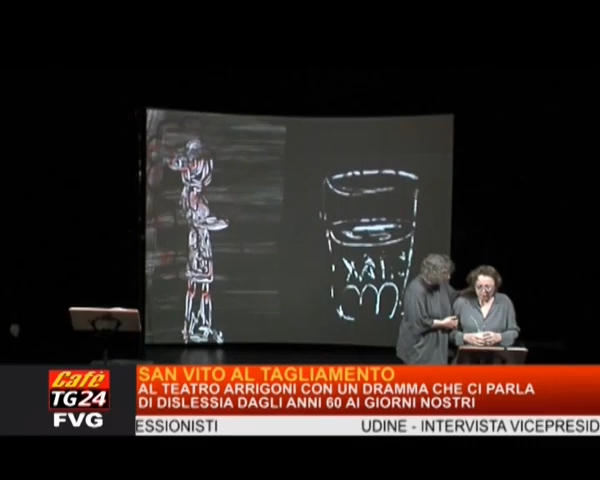 SAN VITO AL TAGLIAMENTO
AL TEATRO ARRIGONI CON UN DRAMMA CHE CI PARLA
DI DISLESSIA DAGLI ANNI 60 AI GIORNI NOSTRI
Café
TG24
FVG
ESSIONISTI UDINE - INTERVISTA VICEPRESID